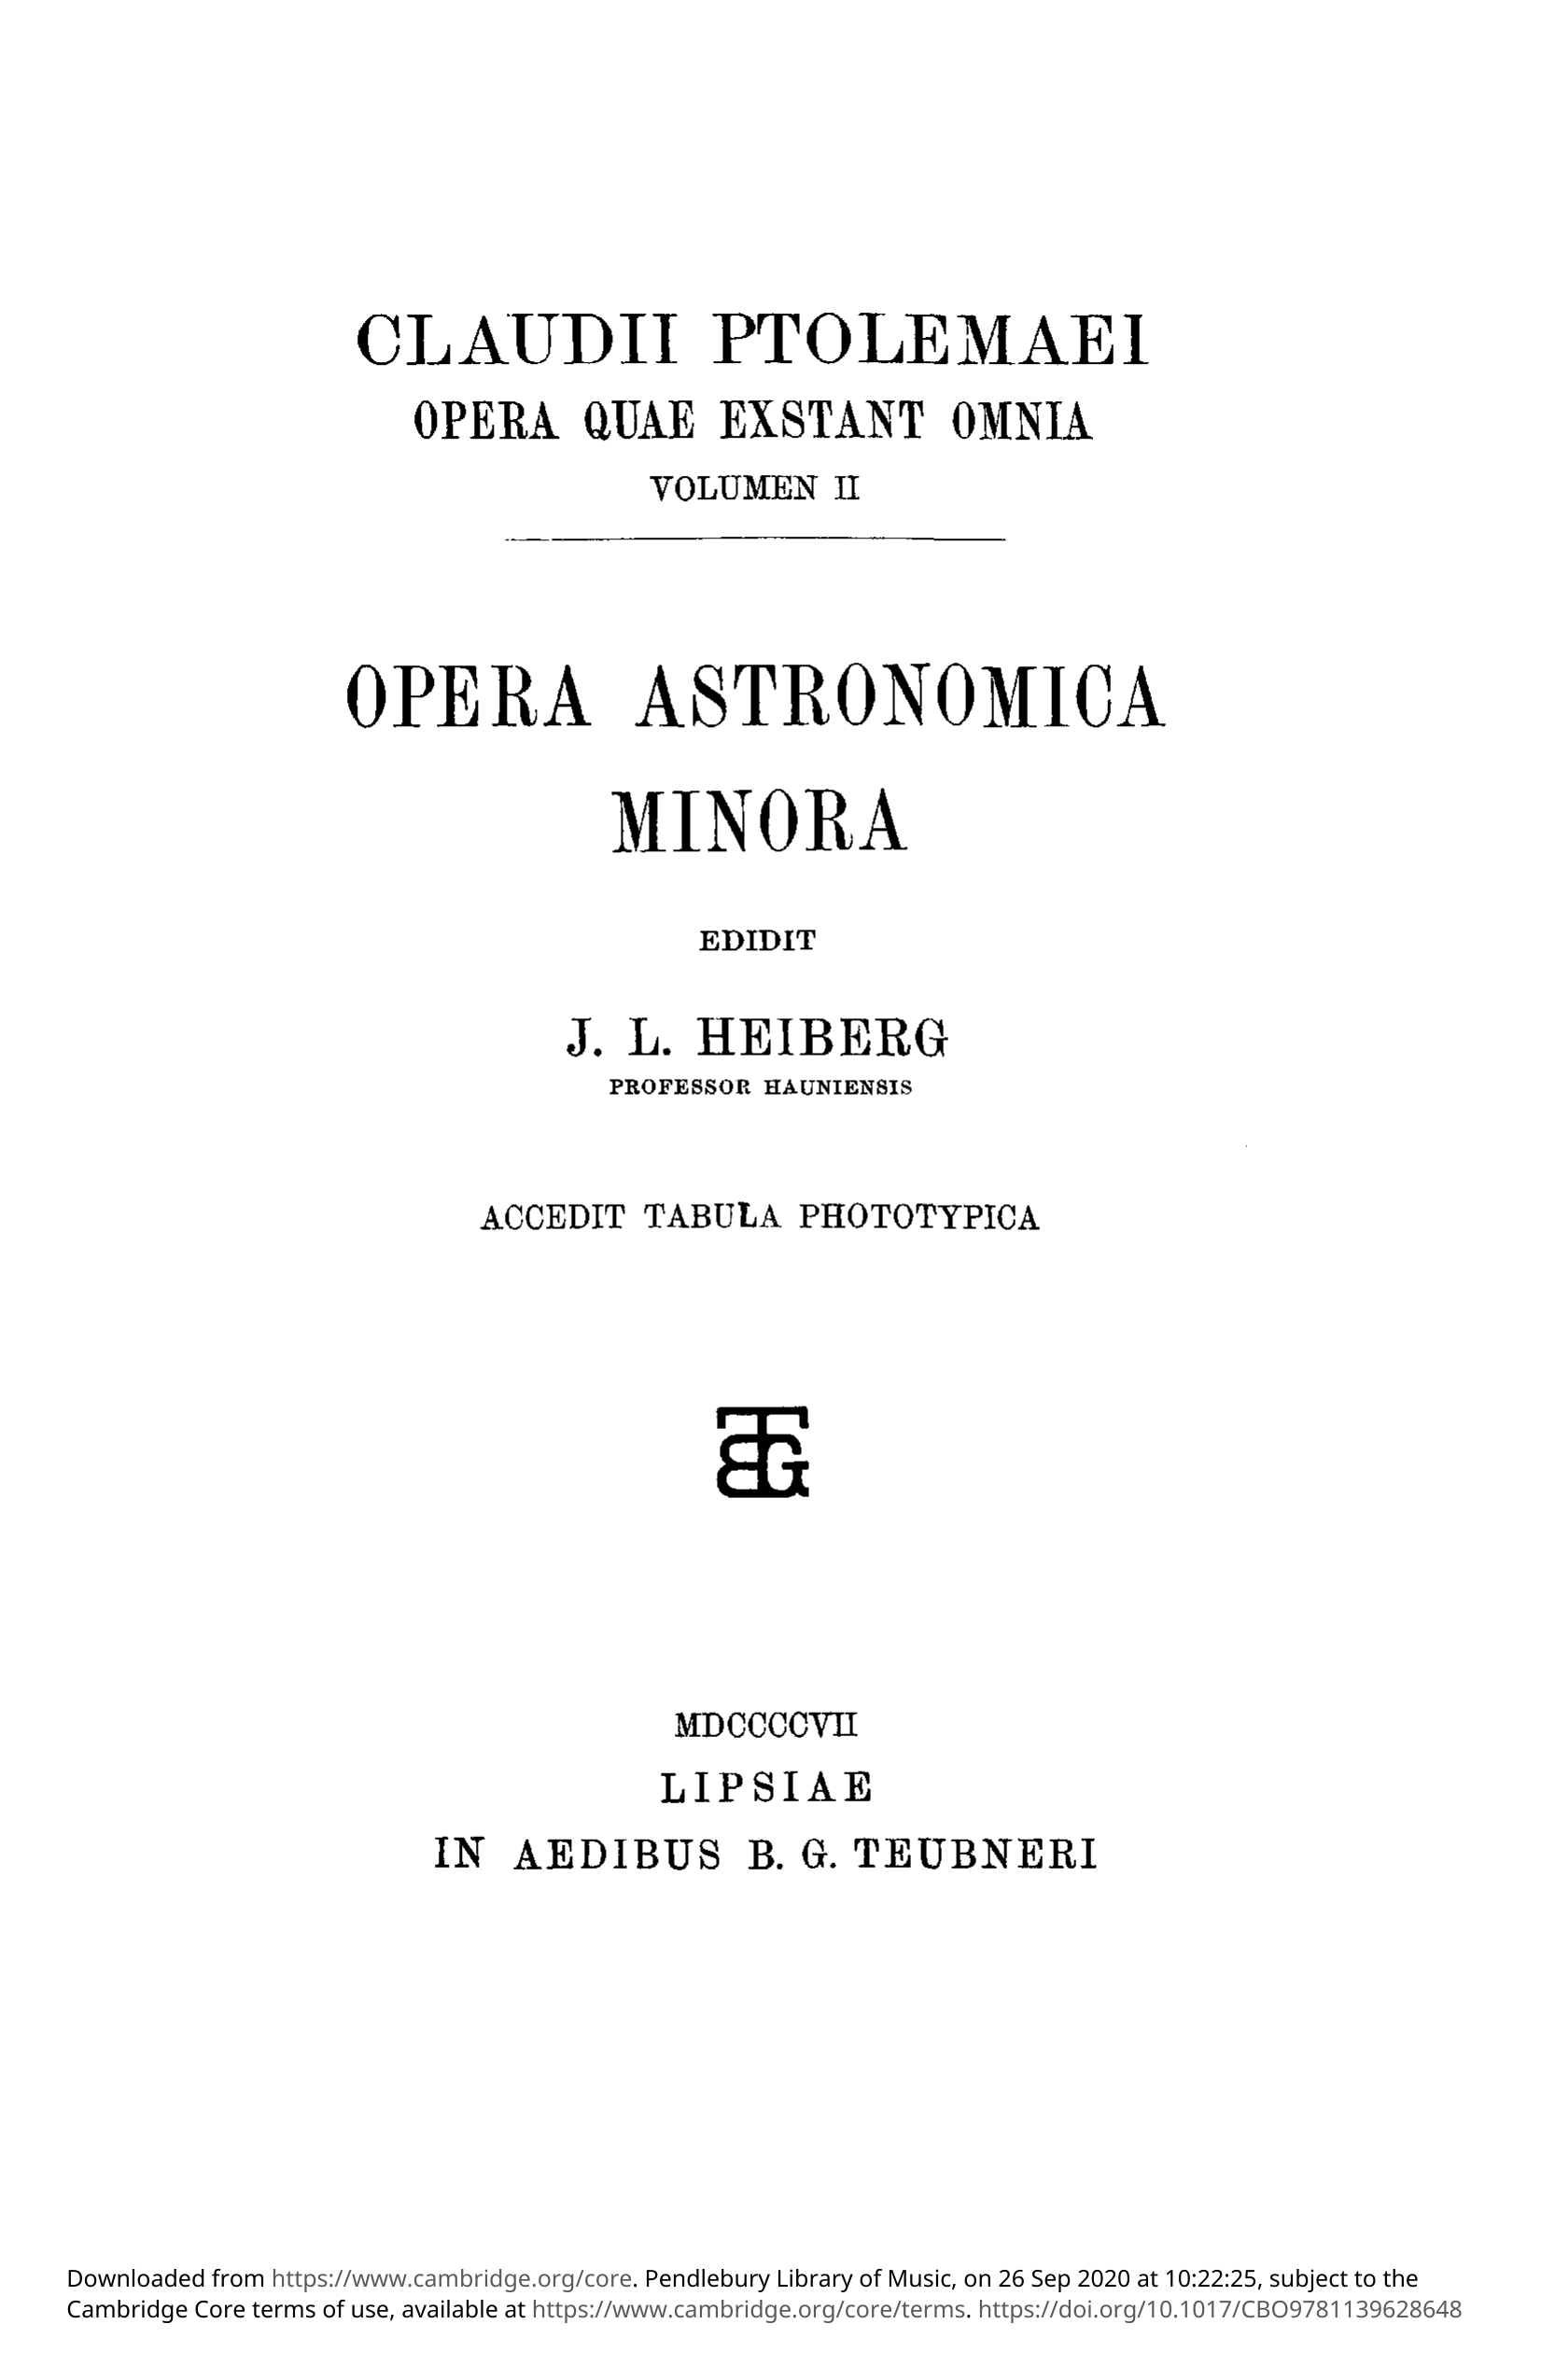 CLAUDII PTOLEMAEI
OPERA QUAE EXSTANT OMNIA
VOLUMEN II
OPERA ASTRONOMICA
MINORA
EDIDIT
J. L. HEIBERG
PROFESSOR HAUNIENSIS
ACCEDIT TABULA PHOTOTYPICA
BTG
MDCCCCVII
LIPSIAE
IN AEDIBUS B. G. TEUBNERI
Downloaded from https://www.cambridge.org/core. Pendlebury Library of Music, on 26 Sep 2020 at 10:22:25, subject to the
Cambridge Core terms of use, available at https://www.cambridge.org/core/terms. https://doi.org/10.1017/CBO9781139628648